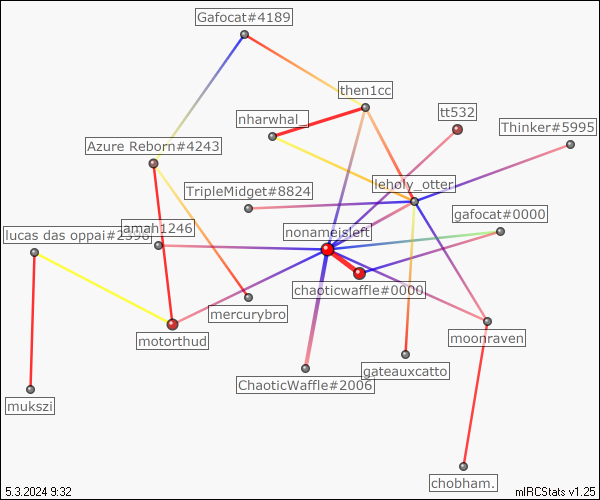 Gafocat#4189
then1cc
tt532
nharwhal_
Thinker#5995
Azure Reborn#4243
TripleMidget#8824
leholy_otter
gafocat#0000
amah1246
nonameisleft
lucas das oppai#2396
chaoticwaffle#0000
mercurybro
motorthud
moonraven
gateauxcatto
ChaoticWaffle#2006
mukszi
chobham.
5.3.2024 9:32
mIRCStats v1.25